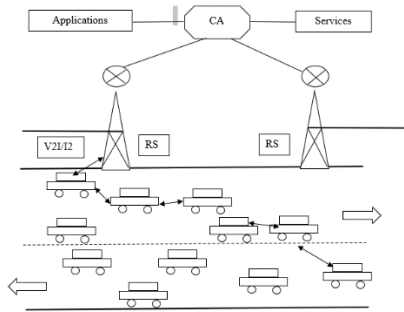 Applications
CA
Services
V2I/I2
RS
RS